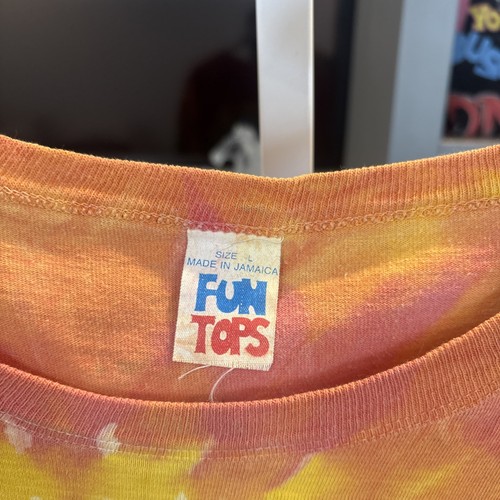 SIZE L
MADE IN JAMAICA
FUN
TOPS